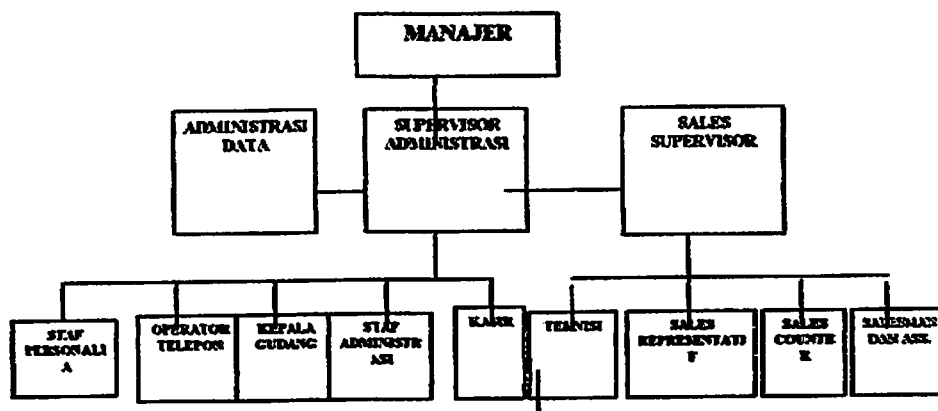 MANAJER
ADMINISTRASI
DATA
SUPERVISOR
ADMINISTRASI
SALES
SUPERVISOR
STAF
PERSONALI
A
OPERATOR
TELEPON
KEPALA
GUDANG
STAF
ADMINISTR
ASI
KASIR
TEKNISI
SALES
REPRESENTATI
F
SALES
COUNTE
R
SALESMAN
DAN ASS.